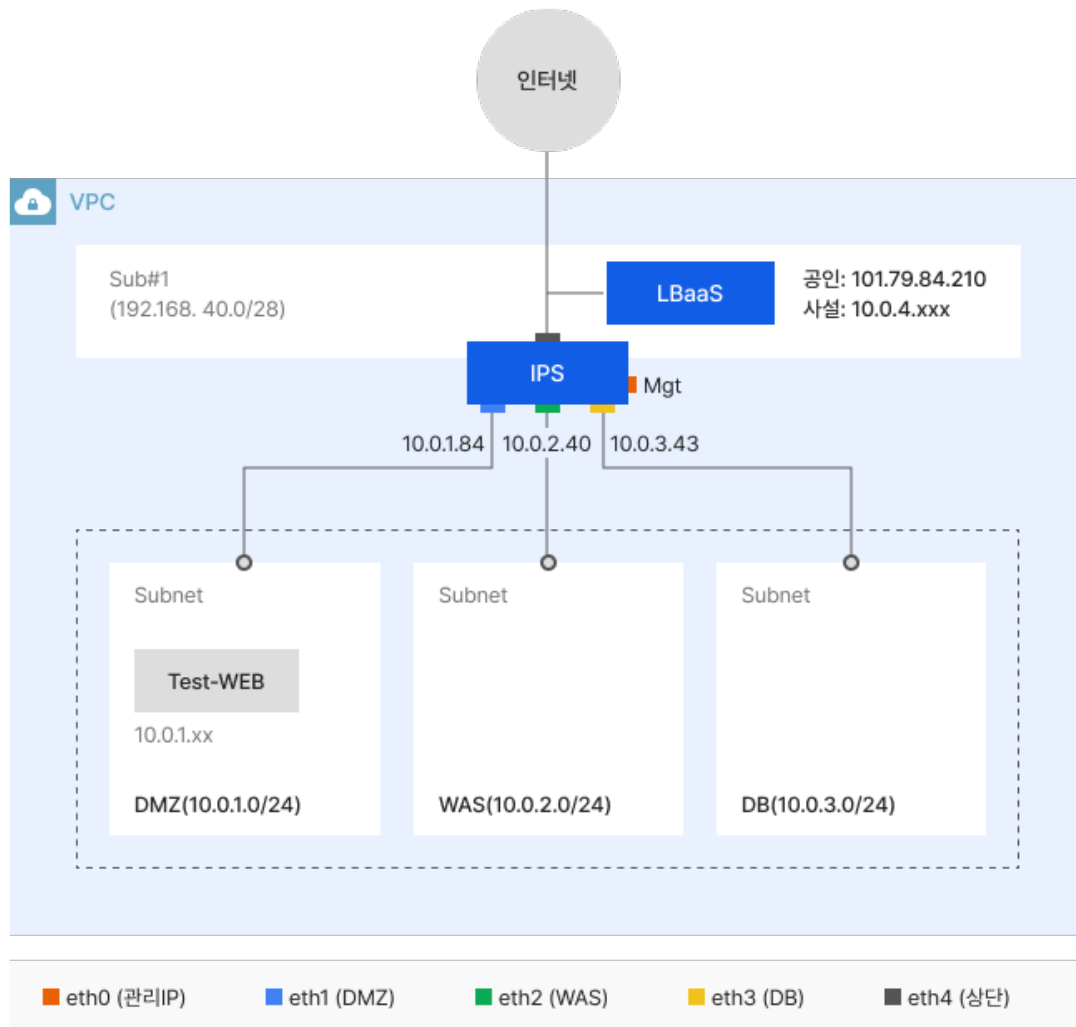 인터넷
VPC
Sub#1
(192.168. 40.0/28)
LBaaS
공인: 101.79.84.210
사설: 10.0.4.xxx
IPS
Mgt
10.0.1.84
10.0.2.40
10.0.3.43
Subnet
Test-WEB
10.0.1.xx
DMZ(10.0.1.0/24)
Subnet
WAS(10.0.2.0/24)
Subnet
DB(10.0.3.0/24)
eth0 (관리IP)
eth1 (DMZ)
eth2 (WAS)
eth3 (DB)
eth4 (상단)